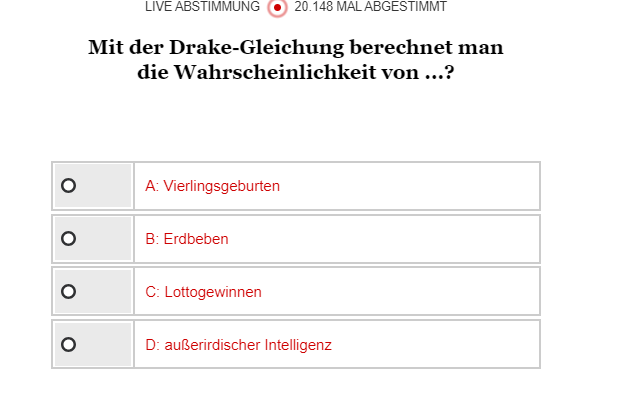 LIVE ABSTIMMUNG 20.148 MAL ABGESTIMMT
Mit der Drake-Gleichung berechnet man
die Wahrscheinlichkeit von ...?
A: Vierlingsgeburten
B: Erdbeben
C: Lottogewinnen
D: außerirdischer Intelligenz